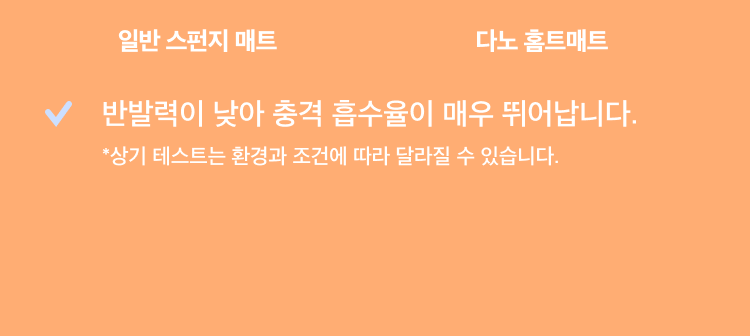 일반 스펀지 매트
다노 홈트매트
반발력이 낮아 충격 흡수율이 매우 뛰어납니다.
*상기 테스트는 환경과 조건에 따라 달라질 수 있습니다.